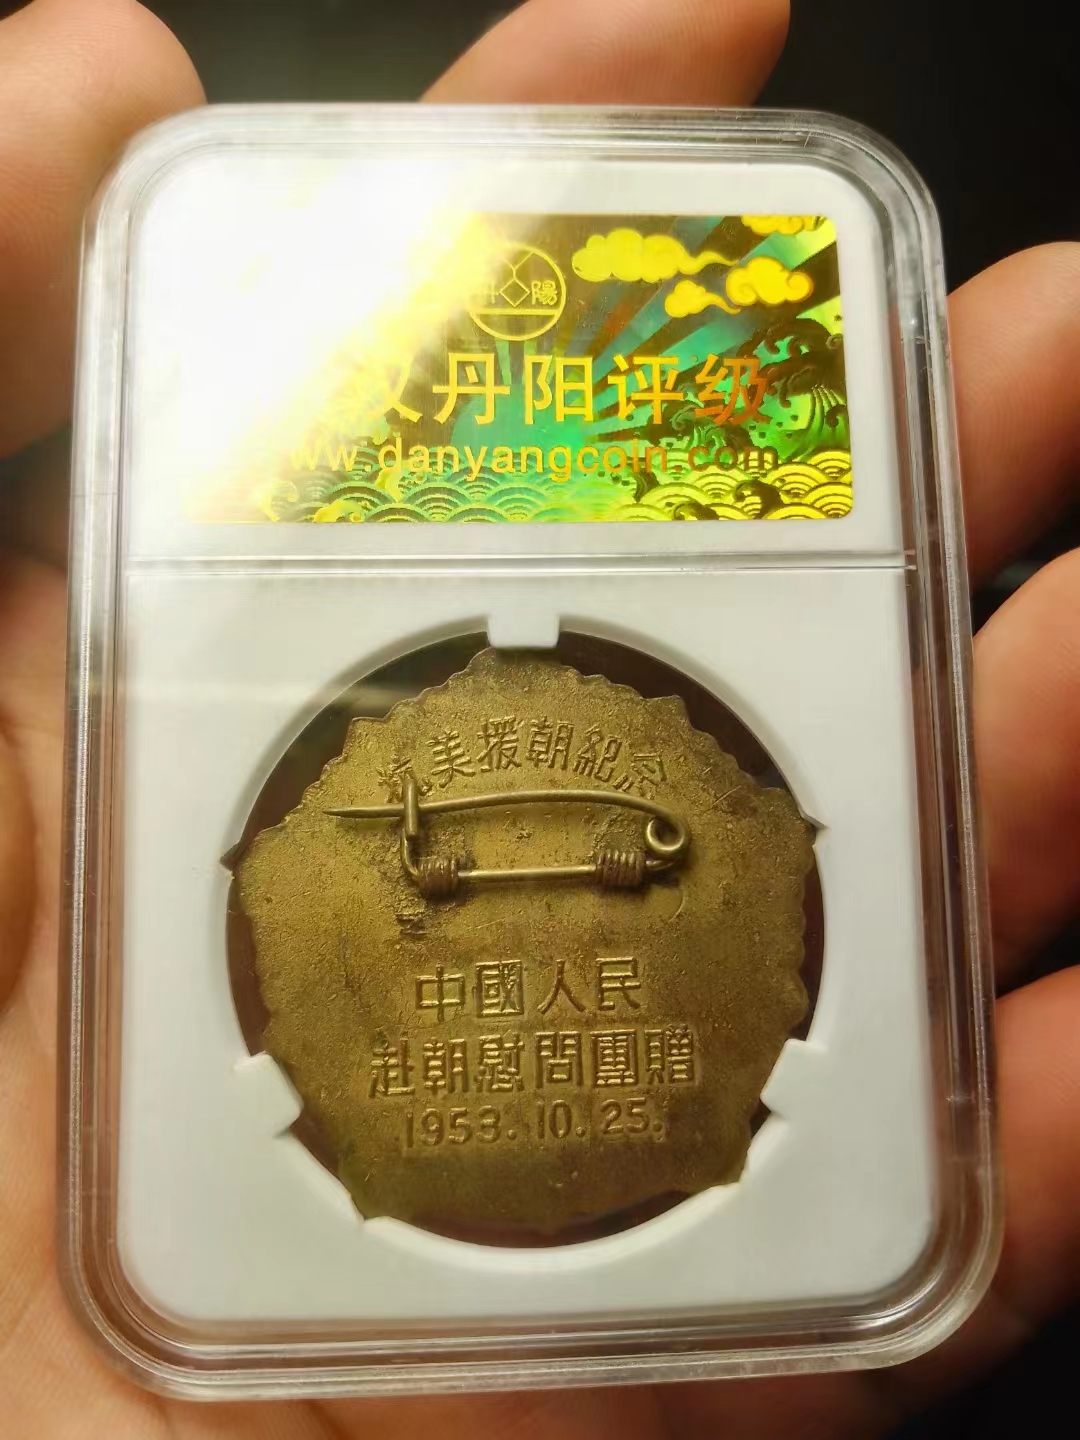 陽
汉丹阳评级
www.danyangcoin.com
抗美援朝紀念
中國人民
赴朝慰問團贈
1953.10.25.